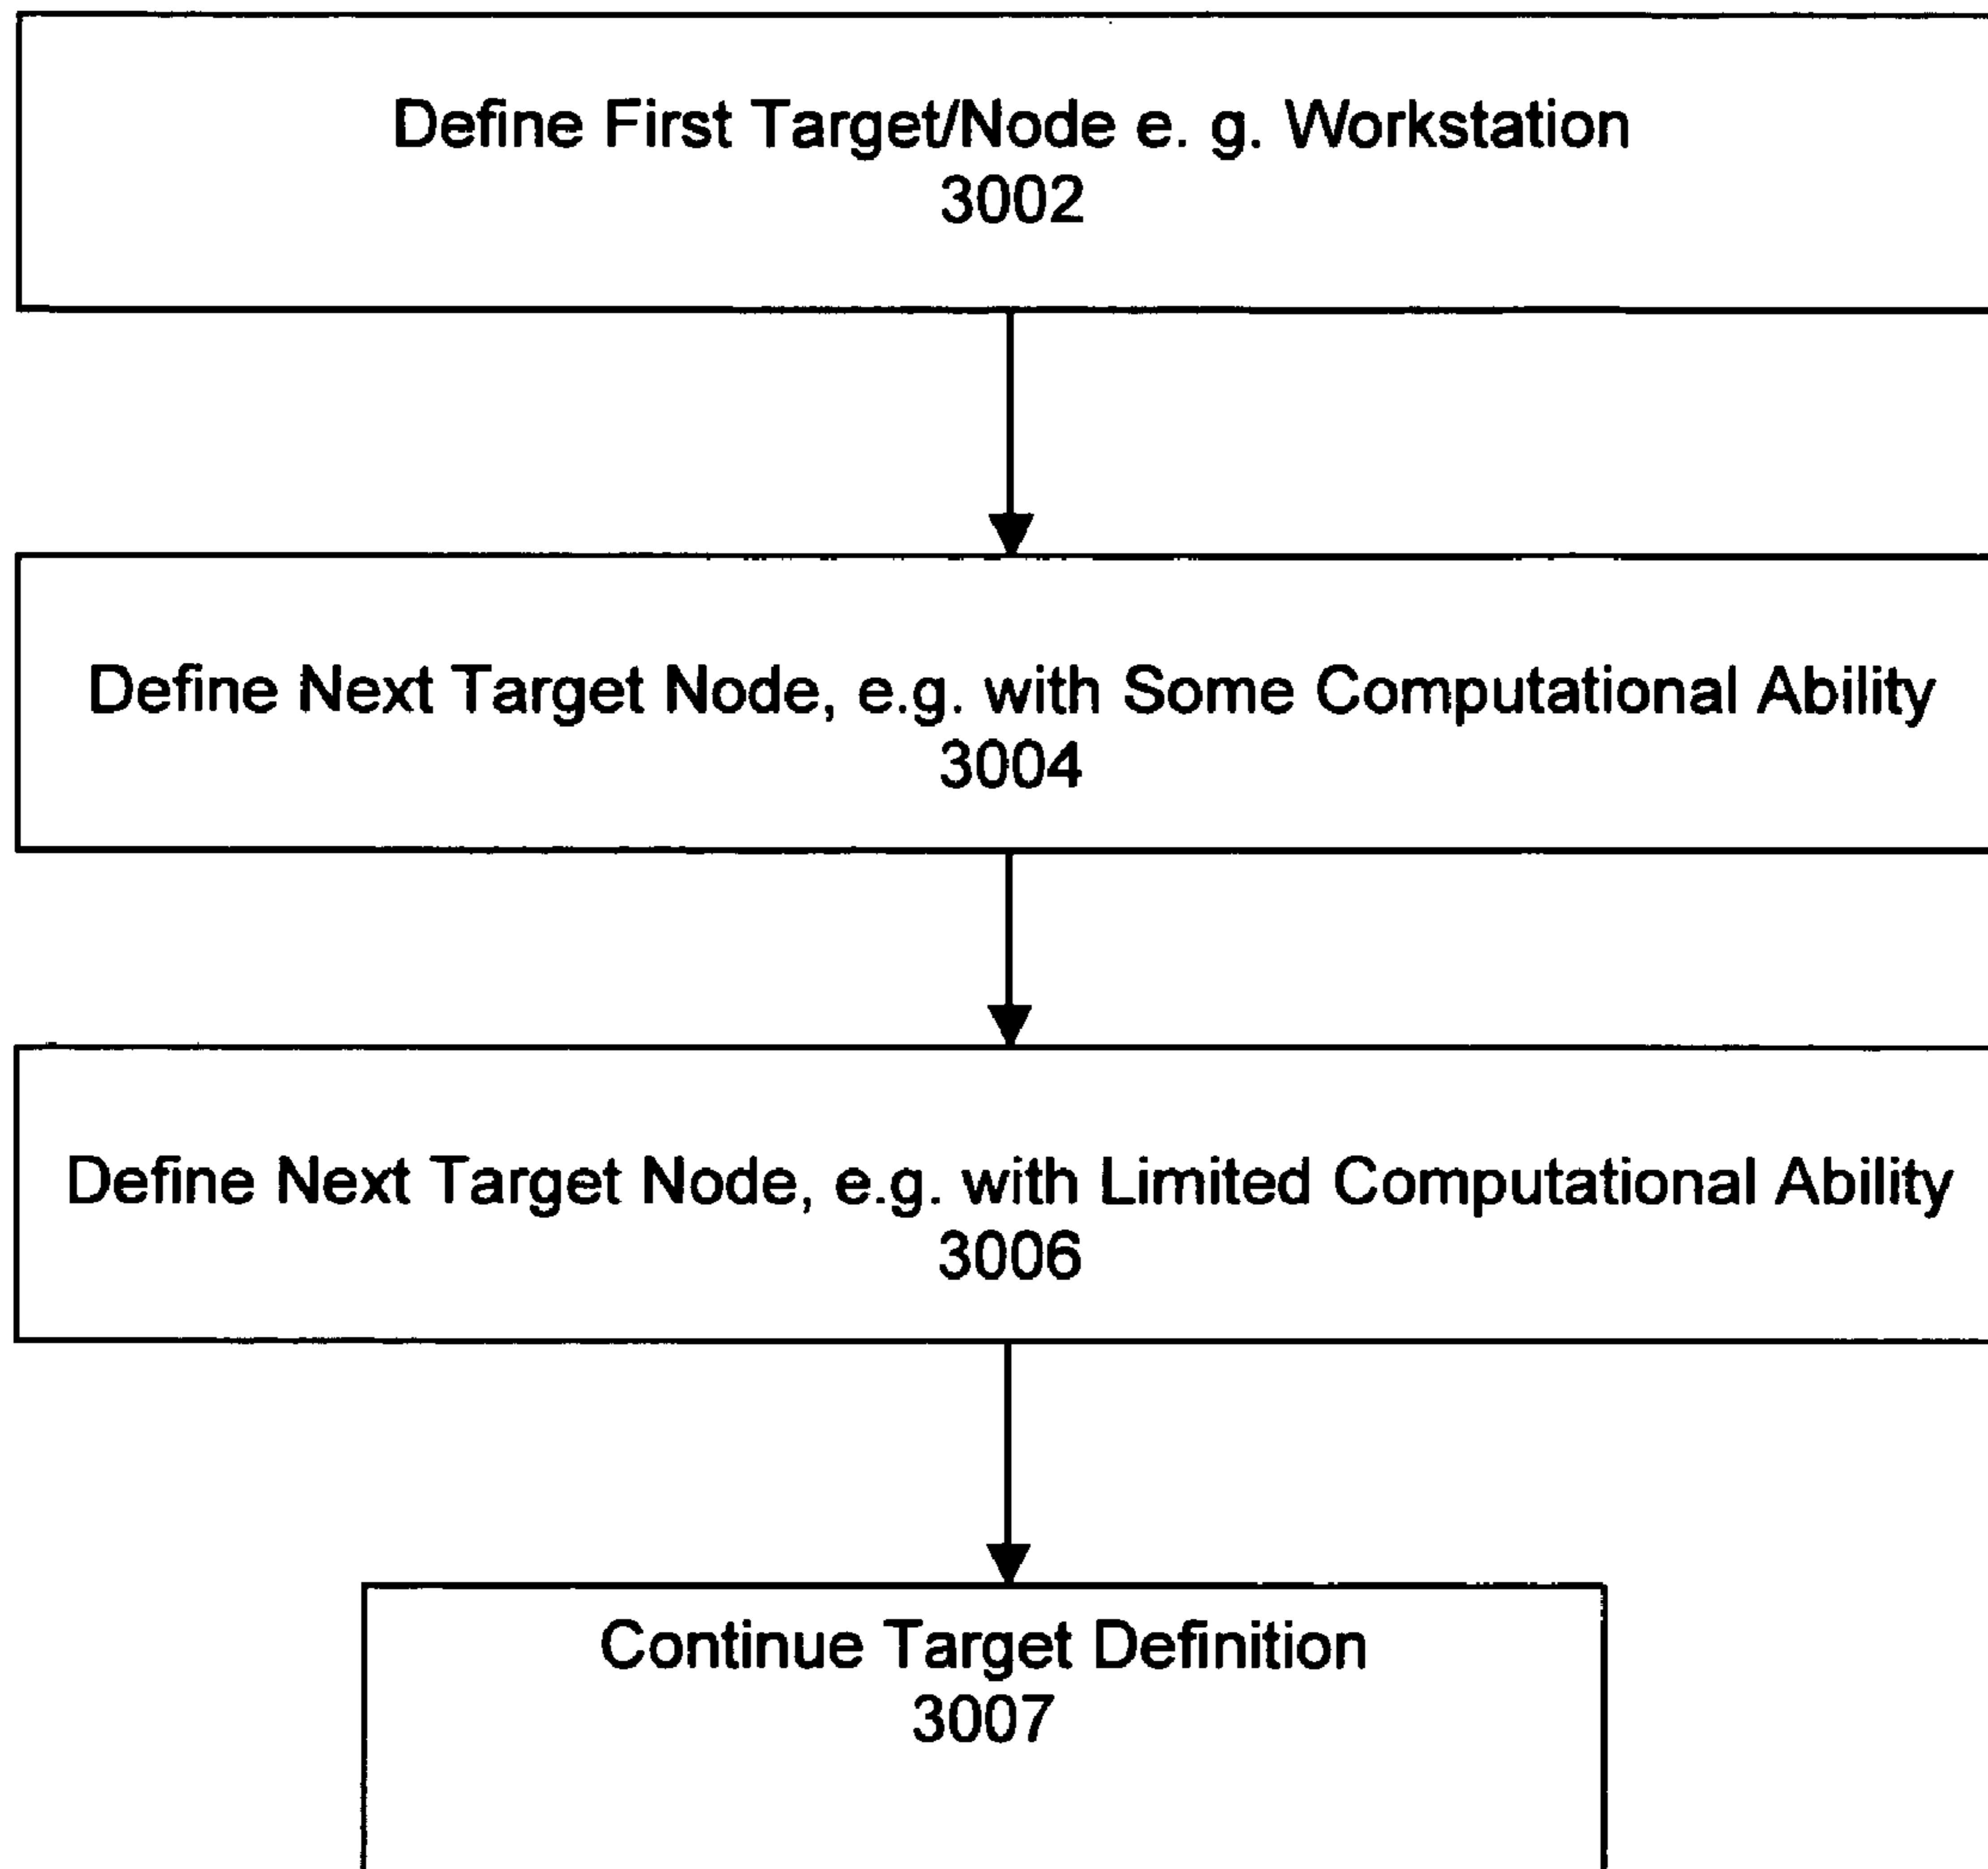 Define First Target/Node e. g. Workstation
3002
Define Next Target Node, e.g. with Some Computational Ability
3004
Define Next Target Node, e.g. with Limited Computational Ability
3006
Continue Target Definition
3007